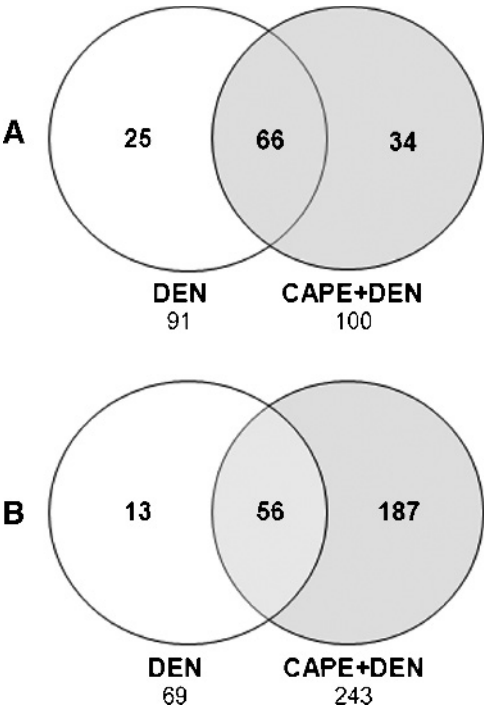 A
25 66 34
DEN CAPE+DEN
91 100
B
13 56 187
DEN CAPE+DEN
69 243